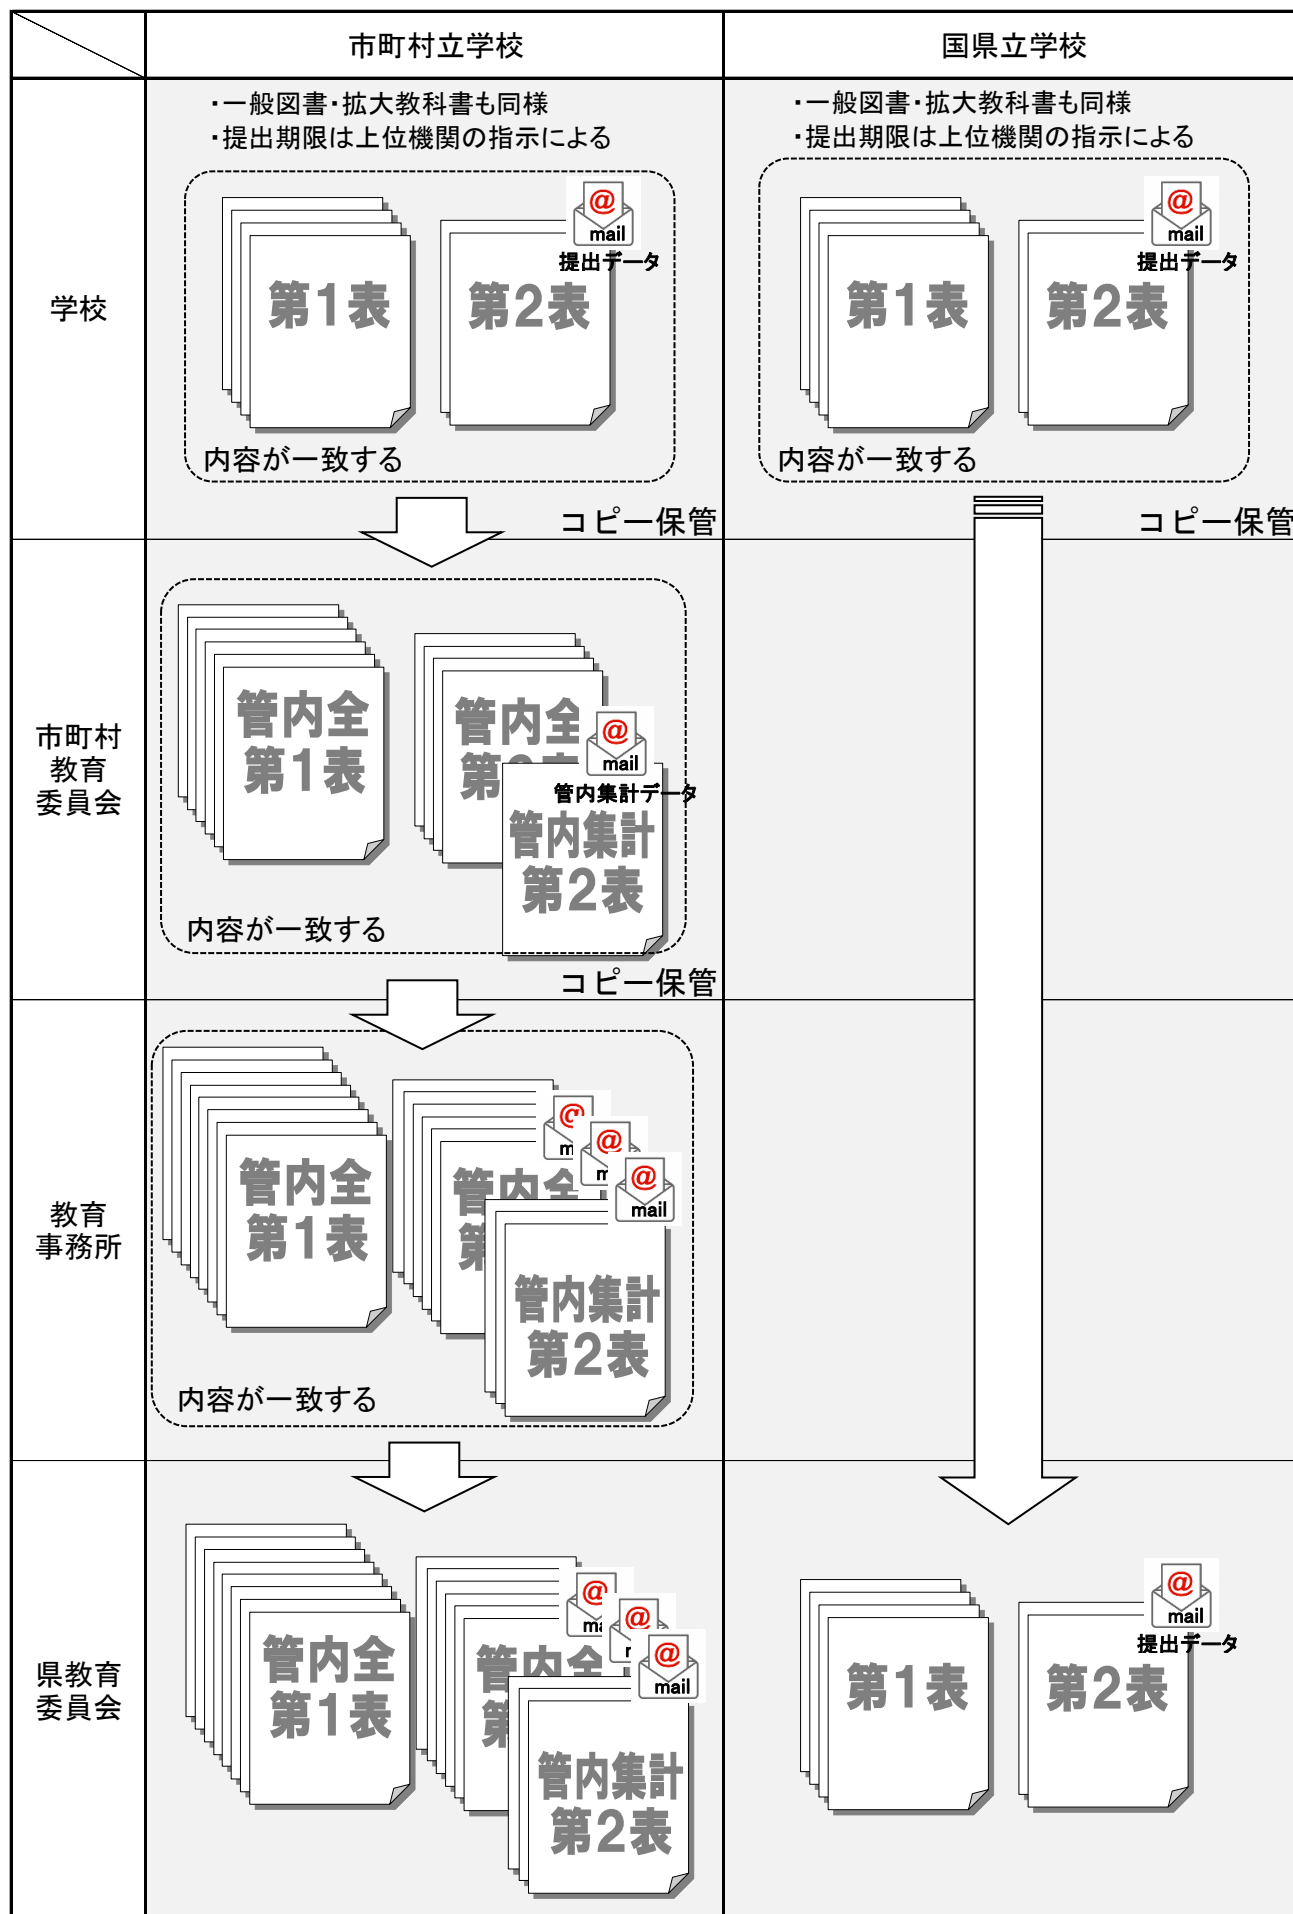 市町村立学校
国県立学校
学校
・一般図書・拡大教科書も同様
・提出期限は上位機関の指示による
@
mail
提出データ
第1表
第2表
内容が一致する
コピー保管
・一般図書・拡大教科書も同様
・提出期限は上位機関の指示による
@
mail
提出データ
第1表
第2表
内容が一致する
コピー保管
市町村
教育
委員会
管内全
第1表
管内全
@
mail
管内集計データ
管内集計
第2表
内容が一致する
コピー保管
教育
事務所
管内全
第1表
@
@
@
mail
管内全
第
管内集計
第2表
内容が一致する
県教育
委員会
管内全
第1表
@
@
@
mail
管内全
第
管内集計
第2表
@
mail
提出データ
第1表
第2表